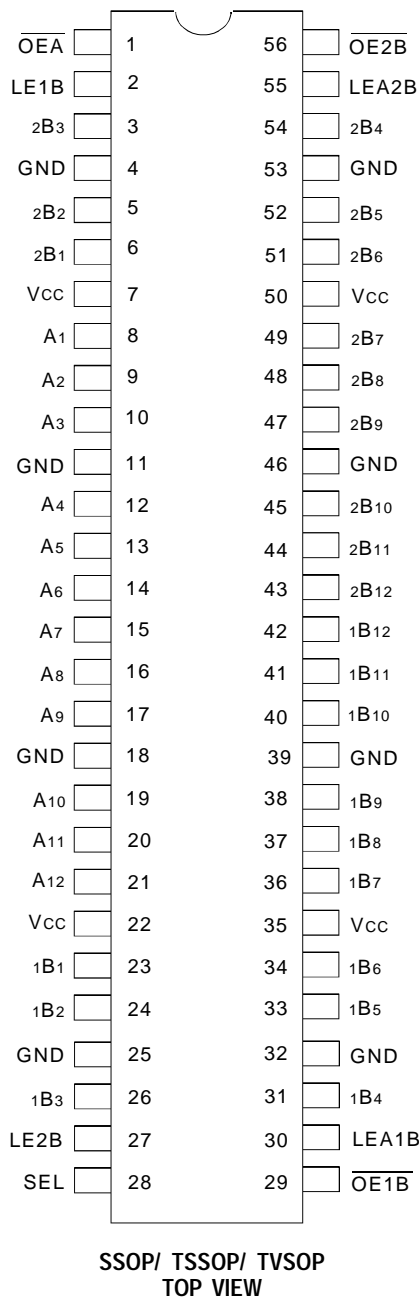 OEA 1 56 OE2B
LE1B 2 55 LEA2B
2B3 3 54 2B4
GND 4 53 GND
2B2 5 52 2B5
2B1 6 51 2B6
VCC 7 50 VCC
A1 8 49 2B7
A2 9 48 2B8
A3 10 47 2B9
GND 11 46 GND
A4 12 45 2B10
A5 13 44 2B11
A6 14 43 2B12
A7 15 42 1B12
A8 16 41 1B11
A9 17 40 1B10
GND 18 39 GND
A10 19 38 1B9
A11 20 37 1B8
A12 21 36 1B7
VCC 22 35 VCC
1B1 23 34 1B6
1B2 24 33 1B5
GND 25 32 GND
1B3 26 31 1B4
LE2B 27 30 LEA1B
SEL 28 29 OE1B
SSOP/ TSSOP/ TVSOP
TOP VIEW